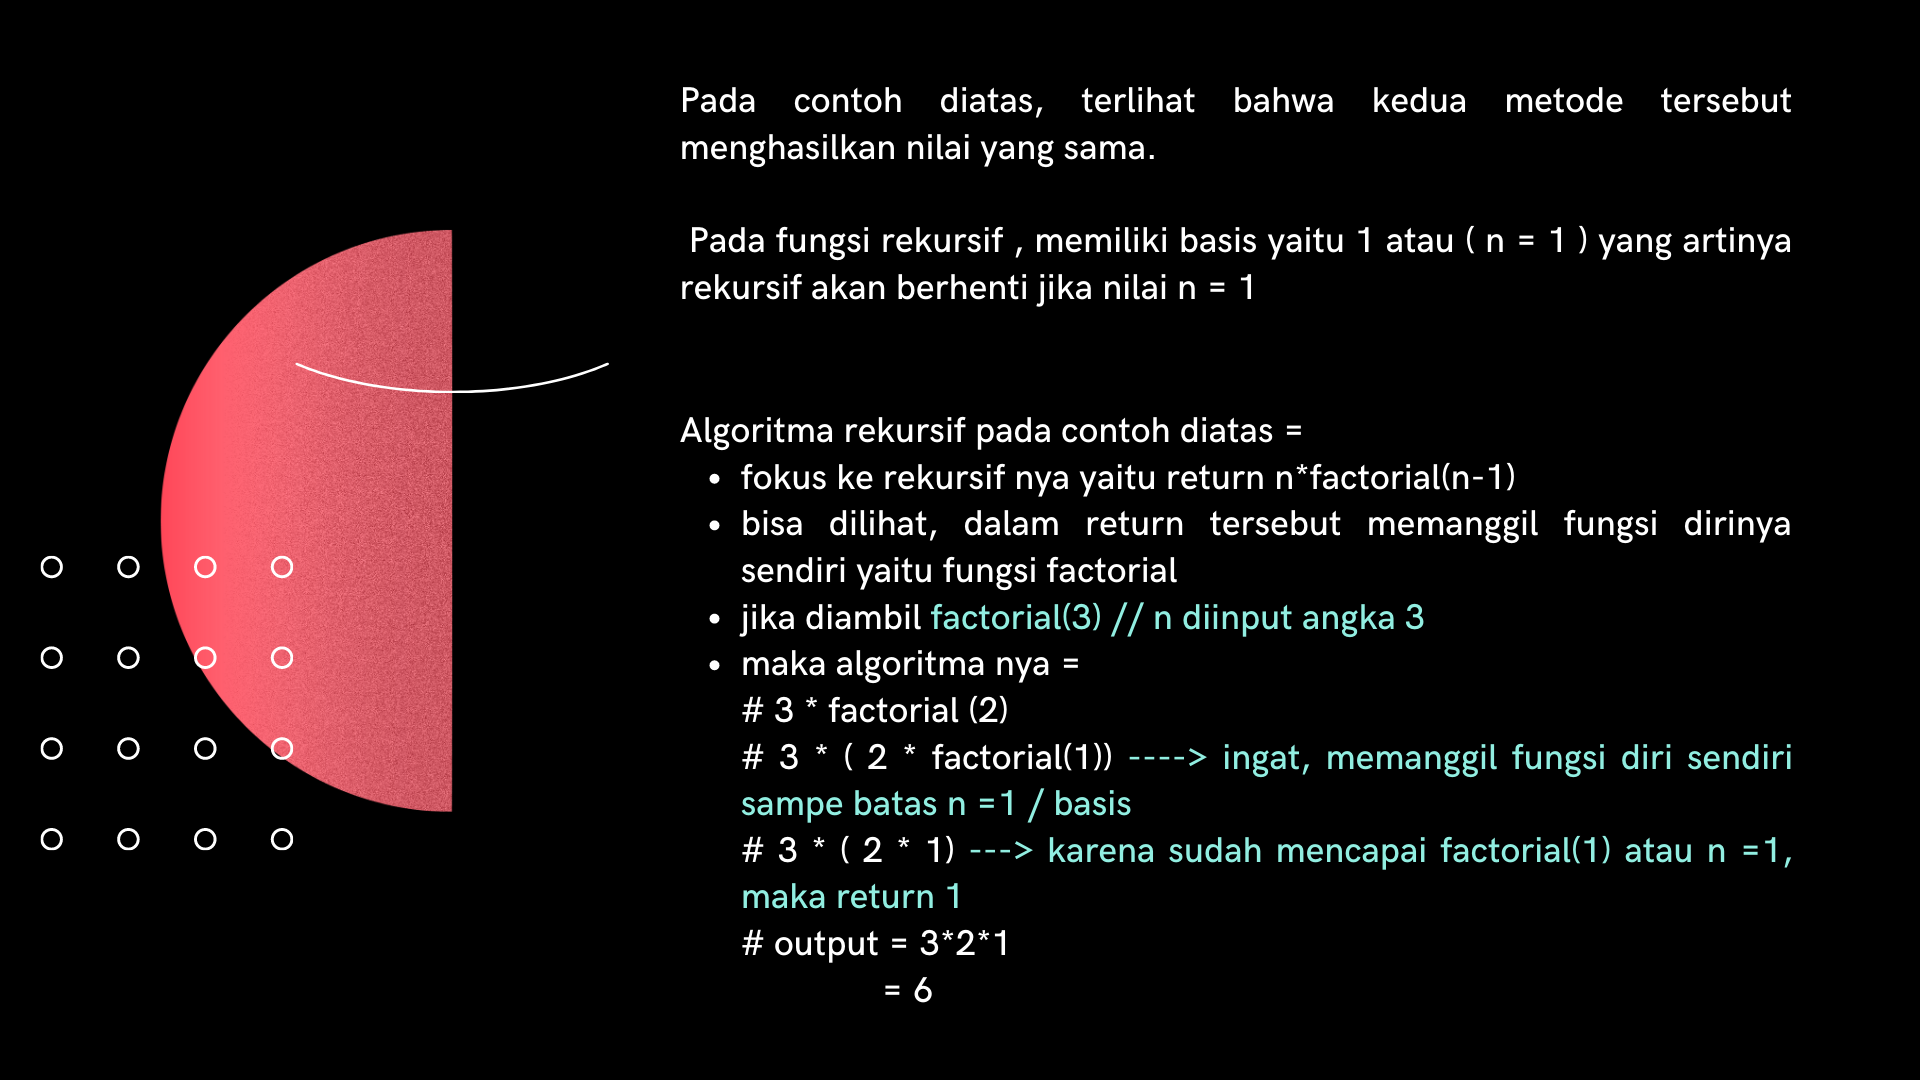 Pada contoh diatas, terlihat bahwa kedua metode tersebut
menghasilkan nilai yang sama.
Pada fungsi rekursif , memiliki basis yaitu 1 atau ( n = 1 ) yang artinya
rekursif akan berhenti jika nilai n = 1
Algoritma rekursif pada contoh diatas =
• fokus ke rekursif nya yaitu return n*factorial(n-1)
• bisa dilihat, dalam return tersebut memanggil fungsi dirinya
sendiri yaitu fungsi factorial
• jika diambil factorial(3) // n diinput angka 3
• maka algoritma nya =
# 3 * factorial (2)
# 3 * ( 2 * factorial(1)) ----> ingat, memanggil fungsi diri sendiri
sampe batas n =1 / basis
# 3 * ( 2 * 1) ---> karena sudah mencapai factorial(1) atau n =1,
maka return 1
# output = 3*2*1
= 6